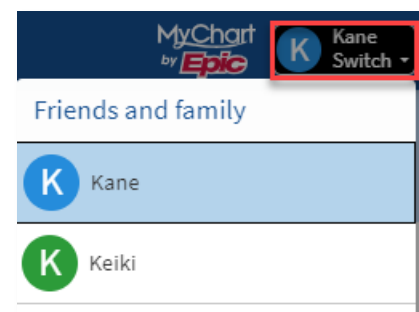 MyChart
by Epic
K
Kane
Switch
Friends and family
K Kane
K Keiki